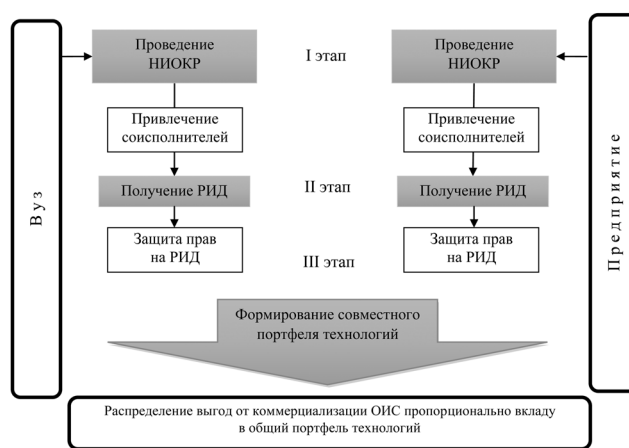 Вуз
Проведение
НИОКР
Привлечение
соисполнителей
Получение РИД
Защита прав
на РИД
I этап
II этап
III этап
Проведение
НИОКР
Привлечение
соисполнителей
Получение РИД
Защита прав
на РИД
Предприятие
Формирование совместного
портфеля технологий
Распределение выгод от коммерциализации ОИС пропорционально вкладу
в общий портфель технологий